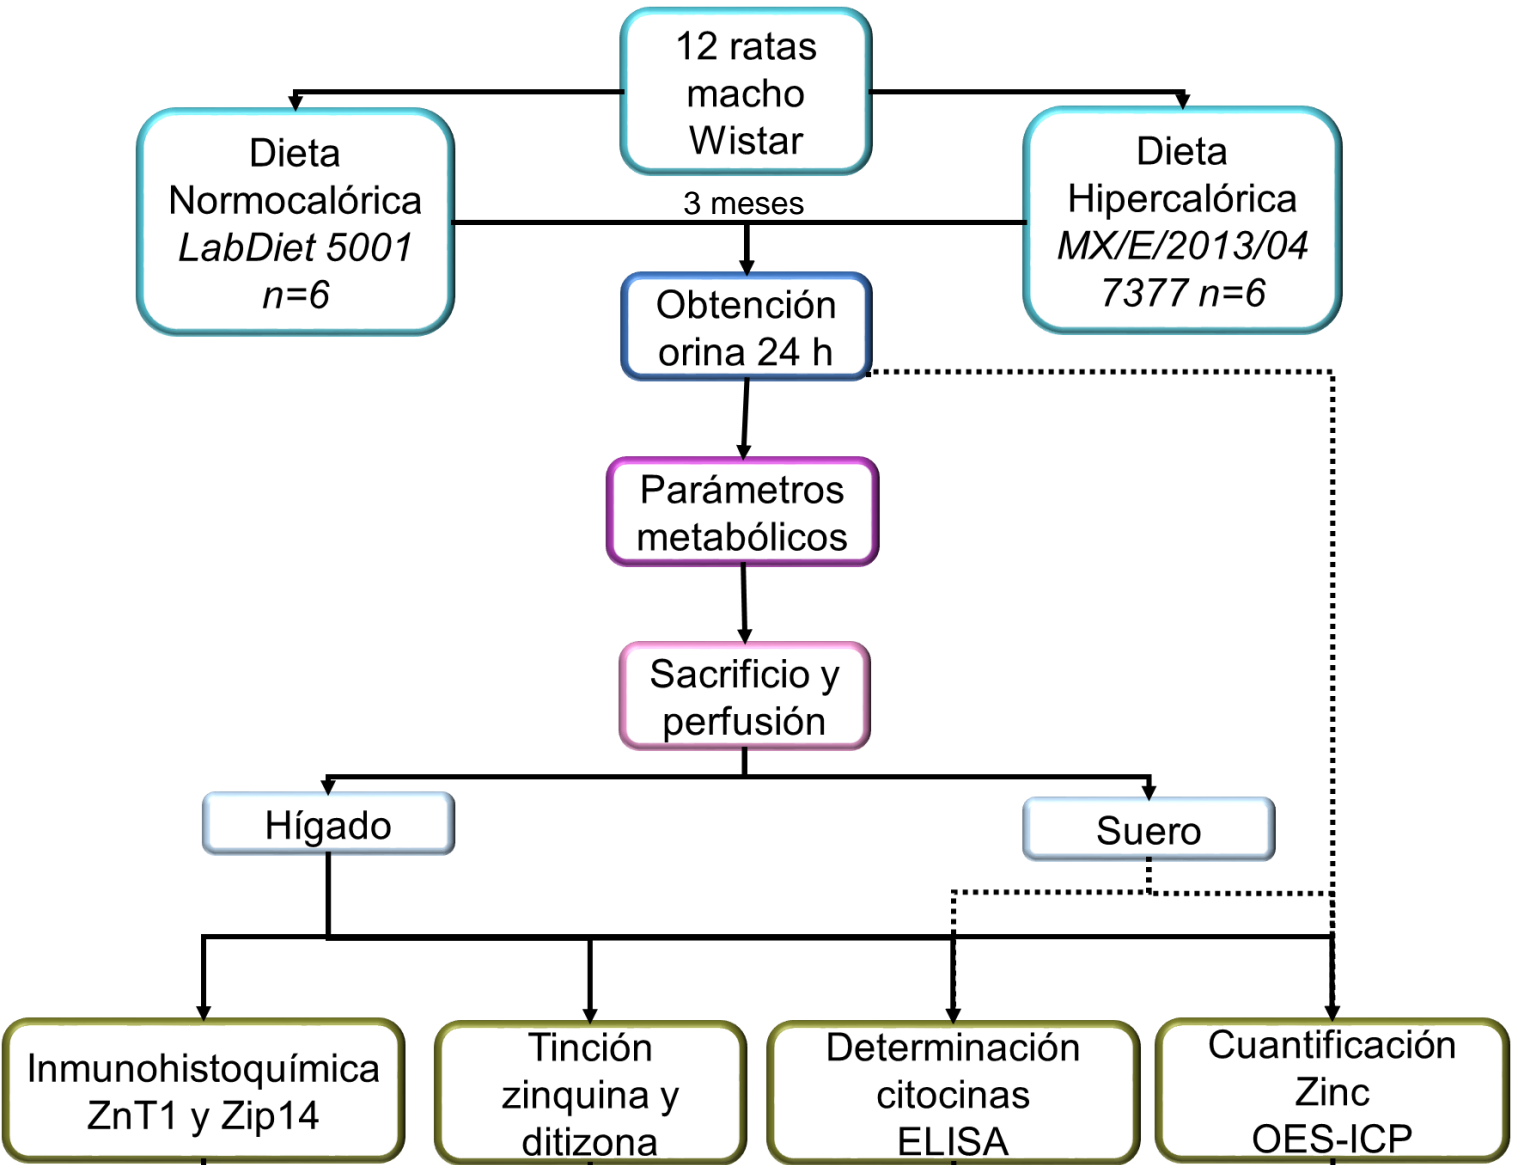 12 ratas
macho
Wistar
Dieta
Normocalórica
LabDiet 5001
n=6
3 meses
Dieta
Hipercalórica
MX/E/2013/04
7377 n=6
Obtención
orina 24 h
Parámetros
metabólicos
Sacrificio y
perfusión
Hígado
Suero
Inmunohistoquímica
ZnT1 y Zip14
Tinción
zinquina y
ditizona
Determinación
citocinas
ELISA
Cuantificación
Zinc
OES-ICP